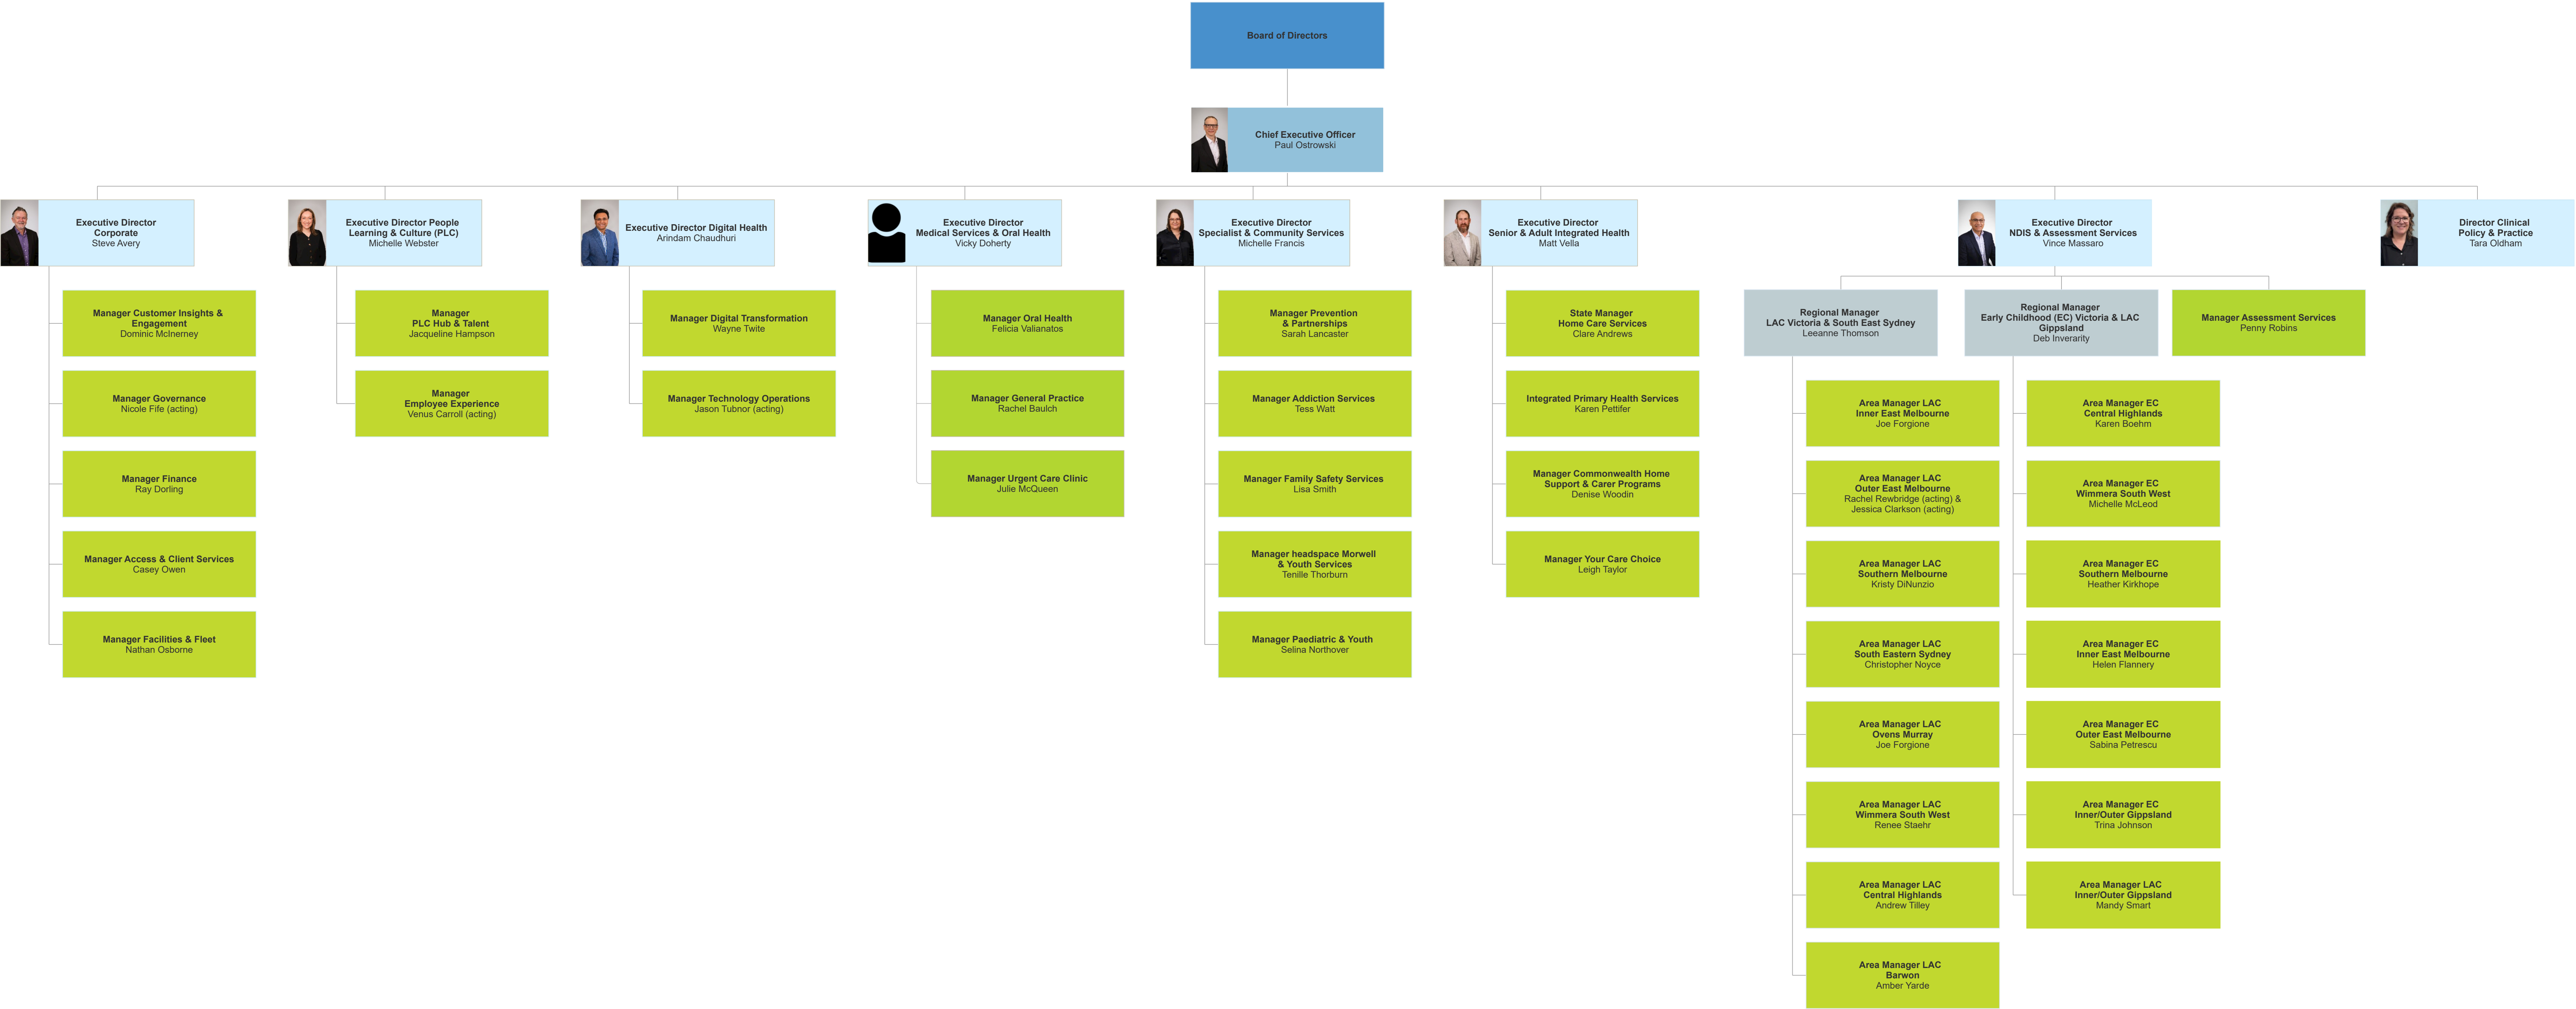 Board of Directors
Chief Executive Officer
Paul Ostrowski
Executive Director
Corporate
Steve Avery
Manager Customer Insights &
Engagement
Dominic McInerney
Manager Governance
Nicole Fife (acting)
Manager Finance
Ray Dorling
Manager Access & Client Services
Casey Owen
Manager Facilities & Fleet
Nathan Osborne
Executive Director People
Learning & Culture (PLC)
Michelle Webster
Manager
PLC Hub & Talent
Jacqueline Hampson
Manager
Employee Experience
Venus Carroll (acting)
Executive Director Digital Health
Arindam Chaudhuri
Manager Digital Transformation
Wayne Twite
Manager Technology Operations
Jason Tubnor (acting)
Executive Director
Medical Services & Oral Health
Vicky Doherty
Manager Oral Health
Felicia Valianatos
Manager General Practice
Rachel Baulch
Manager Urgent Care Clinic
Julie McQueen
Executive Director
Specialist & Community Services
Michelle Francis
Manager Prevention
& Partnerships
Sarah Lancaster
Manager Addiction Services
Tess Watt
Manager Family Safety Services
Lisa Smith
Manager headspace Morwell
& Youth Services
Tenille Thorburn
Manager Paediatric & Youth
Selina Northover
Executive Director
Senior & Adult Integrated Health
Matt Vella
State Manager
Home Care Services
Clare Andrews
Integrated Primary Health Services
Karen Pettifer
Manager Commonwealth Home
Support & Carer Programs
Denise Woodin
Manager Your Care Choice
Leigh Taylor
Executive Director
NDIS & Assessment Services
Vince Massaro
Regional Manager
LAC Victoria & South East Sydney
Leeanne Thomson
Area Manager LAC
Inner East Melbourne
Joe Forgione
Area Manager LAC
Outer East Melbourne
Rachel Rewbridge (acting) &
Jessica Clarkson (acting)
Area Manager LAC
Southern Melbourne
Kristy DiNunzio
Area Manager LAC
South Eastern Sydney
Christopher Noyce
Area Manager LAC
Ovens Murray
Joe Forgione
Area Manager LAC
Wimmera South West
Renee Staehr
Area Manager LAC
Central Highlands
Andrew Tilley
Area Manager LAC
Barwon
Amber Yarde
Regional Manager
Early Childhood (EC) Victoria & LAC
Gippsland
Deb Inverarity
Area Manager EC
Central Highlands
Karen Boehm
Area Manager EC
Wimmera South West
Michelle McLeod
Area Manager EC
Southern Melbourne
Heather Kirkhope
Area Manager EC
Inner East Melbourne
Helen Flannery
Area Manager EC
Outer East Melbourne
Sabina Petrescu
Area Manager EC
Inner/Outer Gippsland
Trina Johnson
Area Manager LAC
Inner/Outer Gippsland
Mandy Smart
Manager Assessment Services
Penny Robins
Director Clinical
Policy & Practice
Tara Oldham